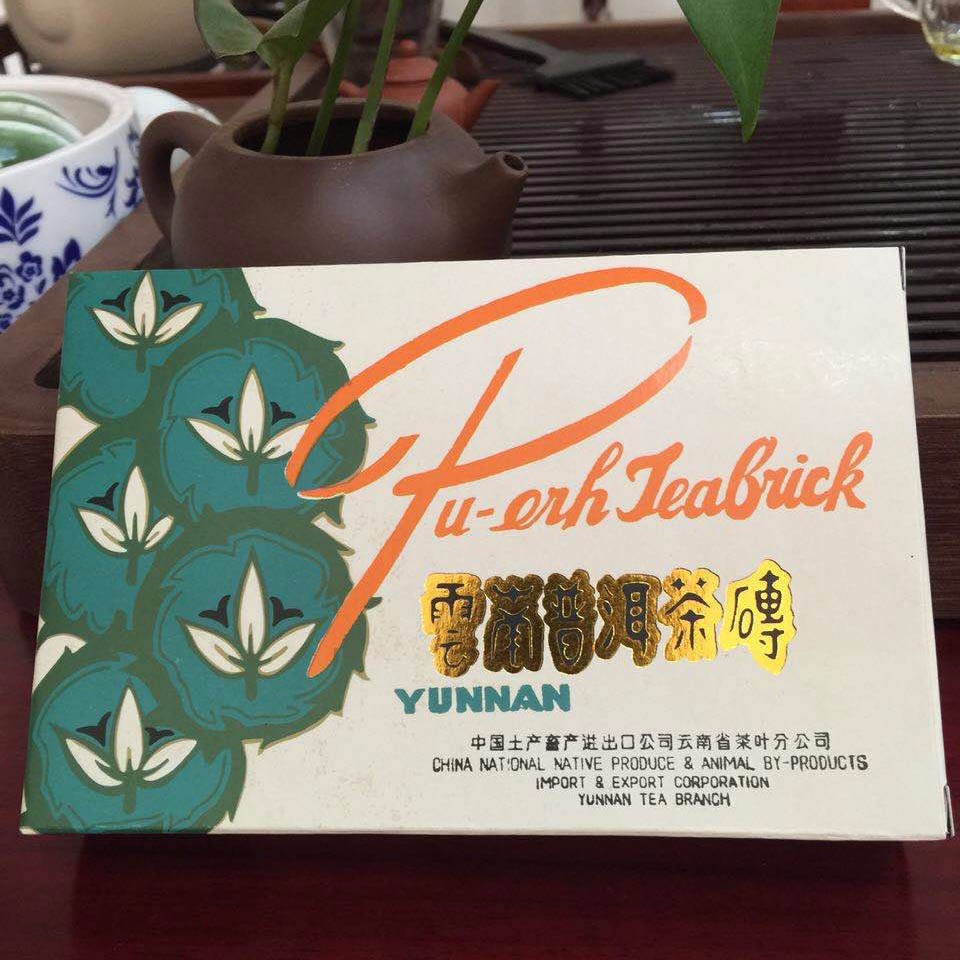 Pu-erh Tea Brick
雲南普洱茶磚
YUNNAN
中国土产畜产进出口公司云南省茶叶分公司
CHINA NATIONAL NATIVE PRODUCE & ANIMAL BY-PRODUCTS
IMPORT & EXPORT CORPORATION
YUNNAN TEA BRANCH